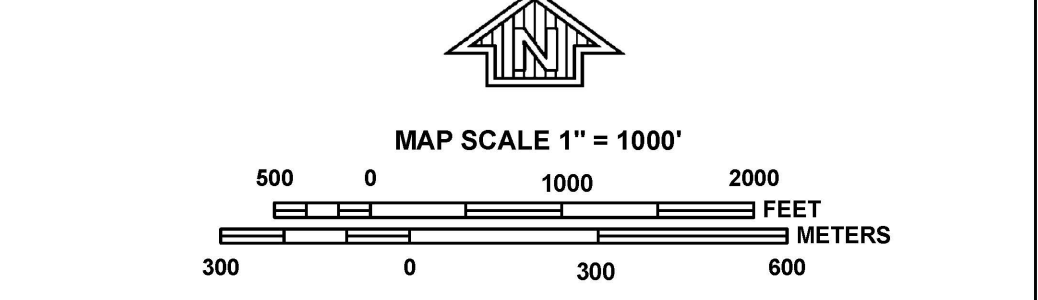 N
MAP SCALE 1" = 1000'
500 0 1000 2000
FEET
METERS
300 0 300 600